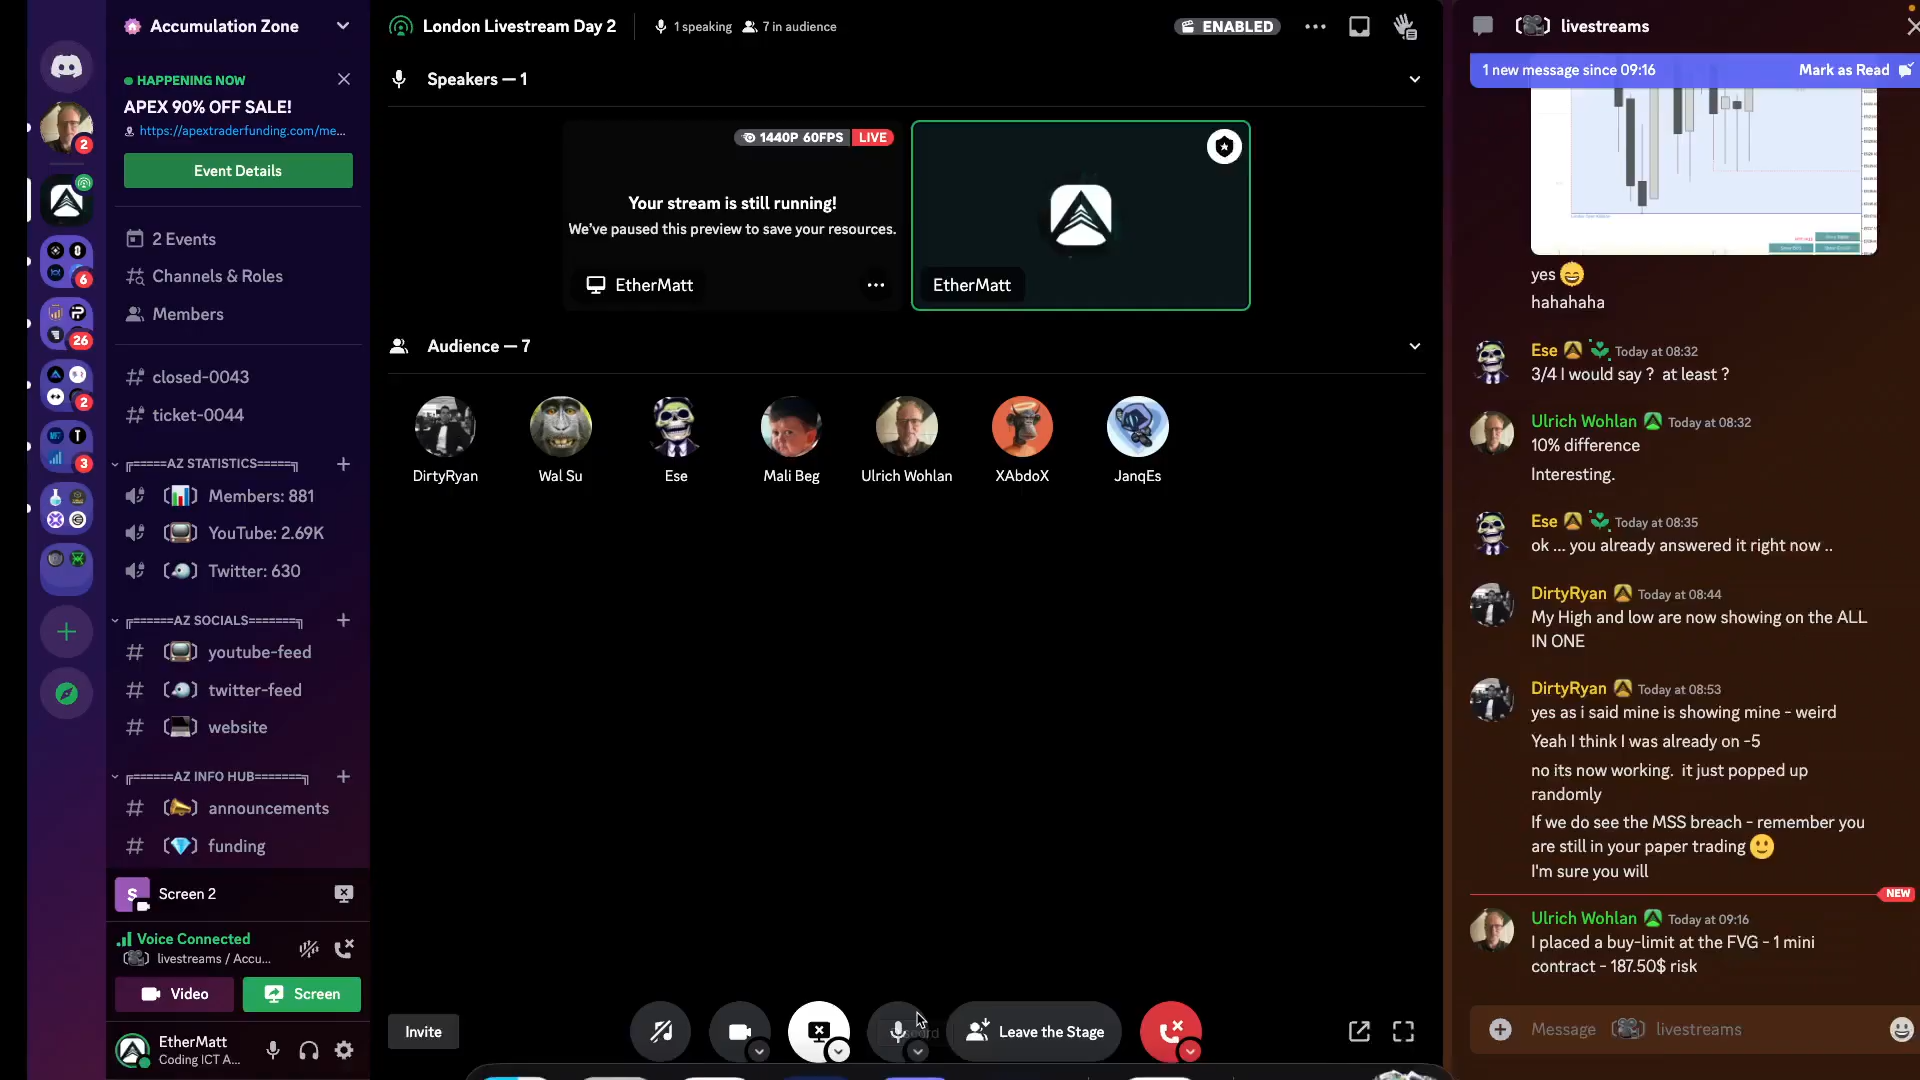 Accumulation Zone
HAPPENING NOW
APEX 90% OFF SALE!
https://apextraderfunding.com/me...
Event Details
2 Events
Channels & Roles
Members
closed-0043
ticket-0044
╔=====AZ STATISTICS=====╗
Members: 881
YouTube: 2.69K
Twitter: 630
╔======AZ SOCIALS=======╗
youtube-feed
twitter-feed
website
╔======AZ INFO HUB=======╗
announcements
funding
S Screen 2
Voice Connected
livestreams / Accu...
Video
Screen
EtherMatt
Coding ICT A...
2
6
26
2
3
London Livestream Day 2
1 speaking
7 in audience
ENABLED
Speakers — 1
1440P 60FPS LIVE
Your stream is still running!
We've paused this preview to save your resources.
EtherMatt
EtherMatt
Audience — 7
DirtyRyan
Wal Su
Ese
Mali Beg
Ulrich Wohlan
XAbdoX
JanqEs
Invite
Leave the Stage
livestreams
1 new message since 09:16
Mark as Read
yes 😄
hahahaha
Ese Today at 08:32
3/4 I would say ? at least ?
Ulrich Wohlan Today at 08:32
10% difference
Interesting.
Ese Today at 08:35
ok ... you already answered it right now ..
DirtyRyan Today at 08:44
My High and low are now showing on the ALL
IN ONE
DirtyRyan Today at 08:53
yes as i said mine is showing mine - weird
Yeah I think I was already on -5
no its now working. it just popped up
randomly
If we do see the MSS breach - remember you
are still in your paper trading 🙂
I'm sure you will
NEW
Ulrich Wohlan Today at 09:16
I placed a buy-limit at the FVG - 1 mini
contract - 187.50$ risk
Message livestreams